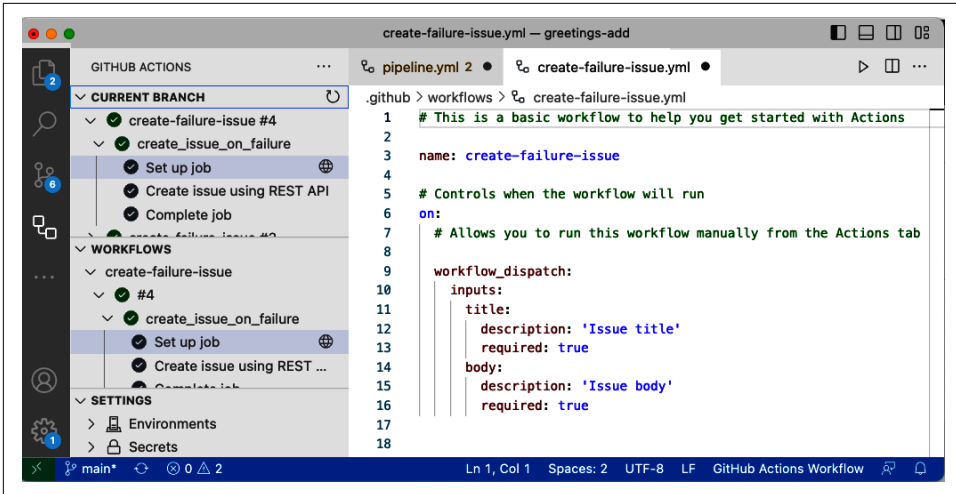 create-failure-issue.yml — greetings-add
2
6
1
GITHUB ACTIONS ···
CURRENT BRANCH
create-failure-issue #4
create_issue_on_failure
Set up job
Create issue using REST API
Complete job
WORKFLOWS
create-failure-issue
#4
create_issue_on_failure
Set up job
Create issue using REST ...
Complete job
SETTINGS
Environments
Secrets
pipeline.yml 2 ● create-failure-issue.yml ●
.github > workflows > create-failure-issue.yml
1 # This is a basic workflow to help you get started with Actions
2
3 name: create-failure-issue
4
5 # Controls when the workflow will run
6 on:
7 # Allows you to run this workflow manually from the Actions tab
8
9 workflow_dispatch:
10 inputs:
11 title:
12 description: 'Issue title'
13 required: true
14 body:
15 description: 'Issue body'
16 required: true
17
18
main* 0 2 Ln 1, Col 1 Spaces: 2 UTF-8 LF GitHub Actions Workflow